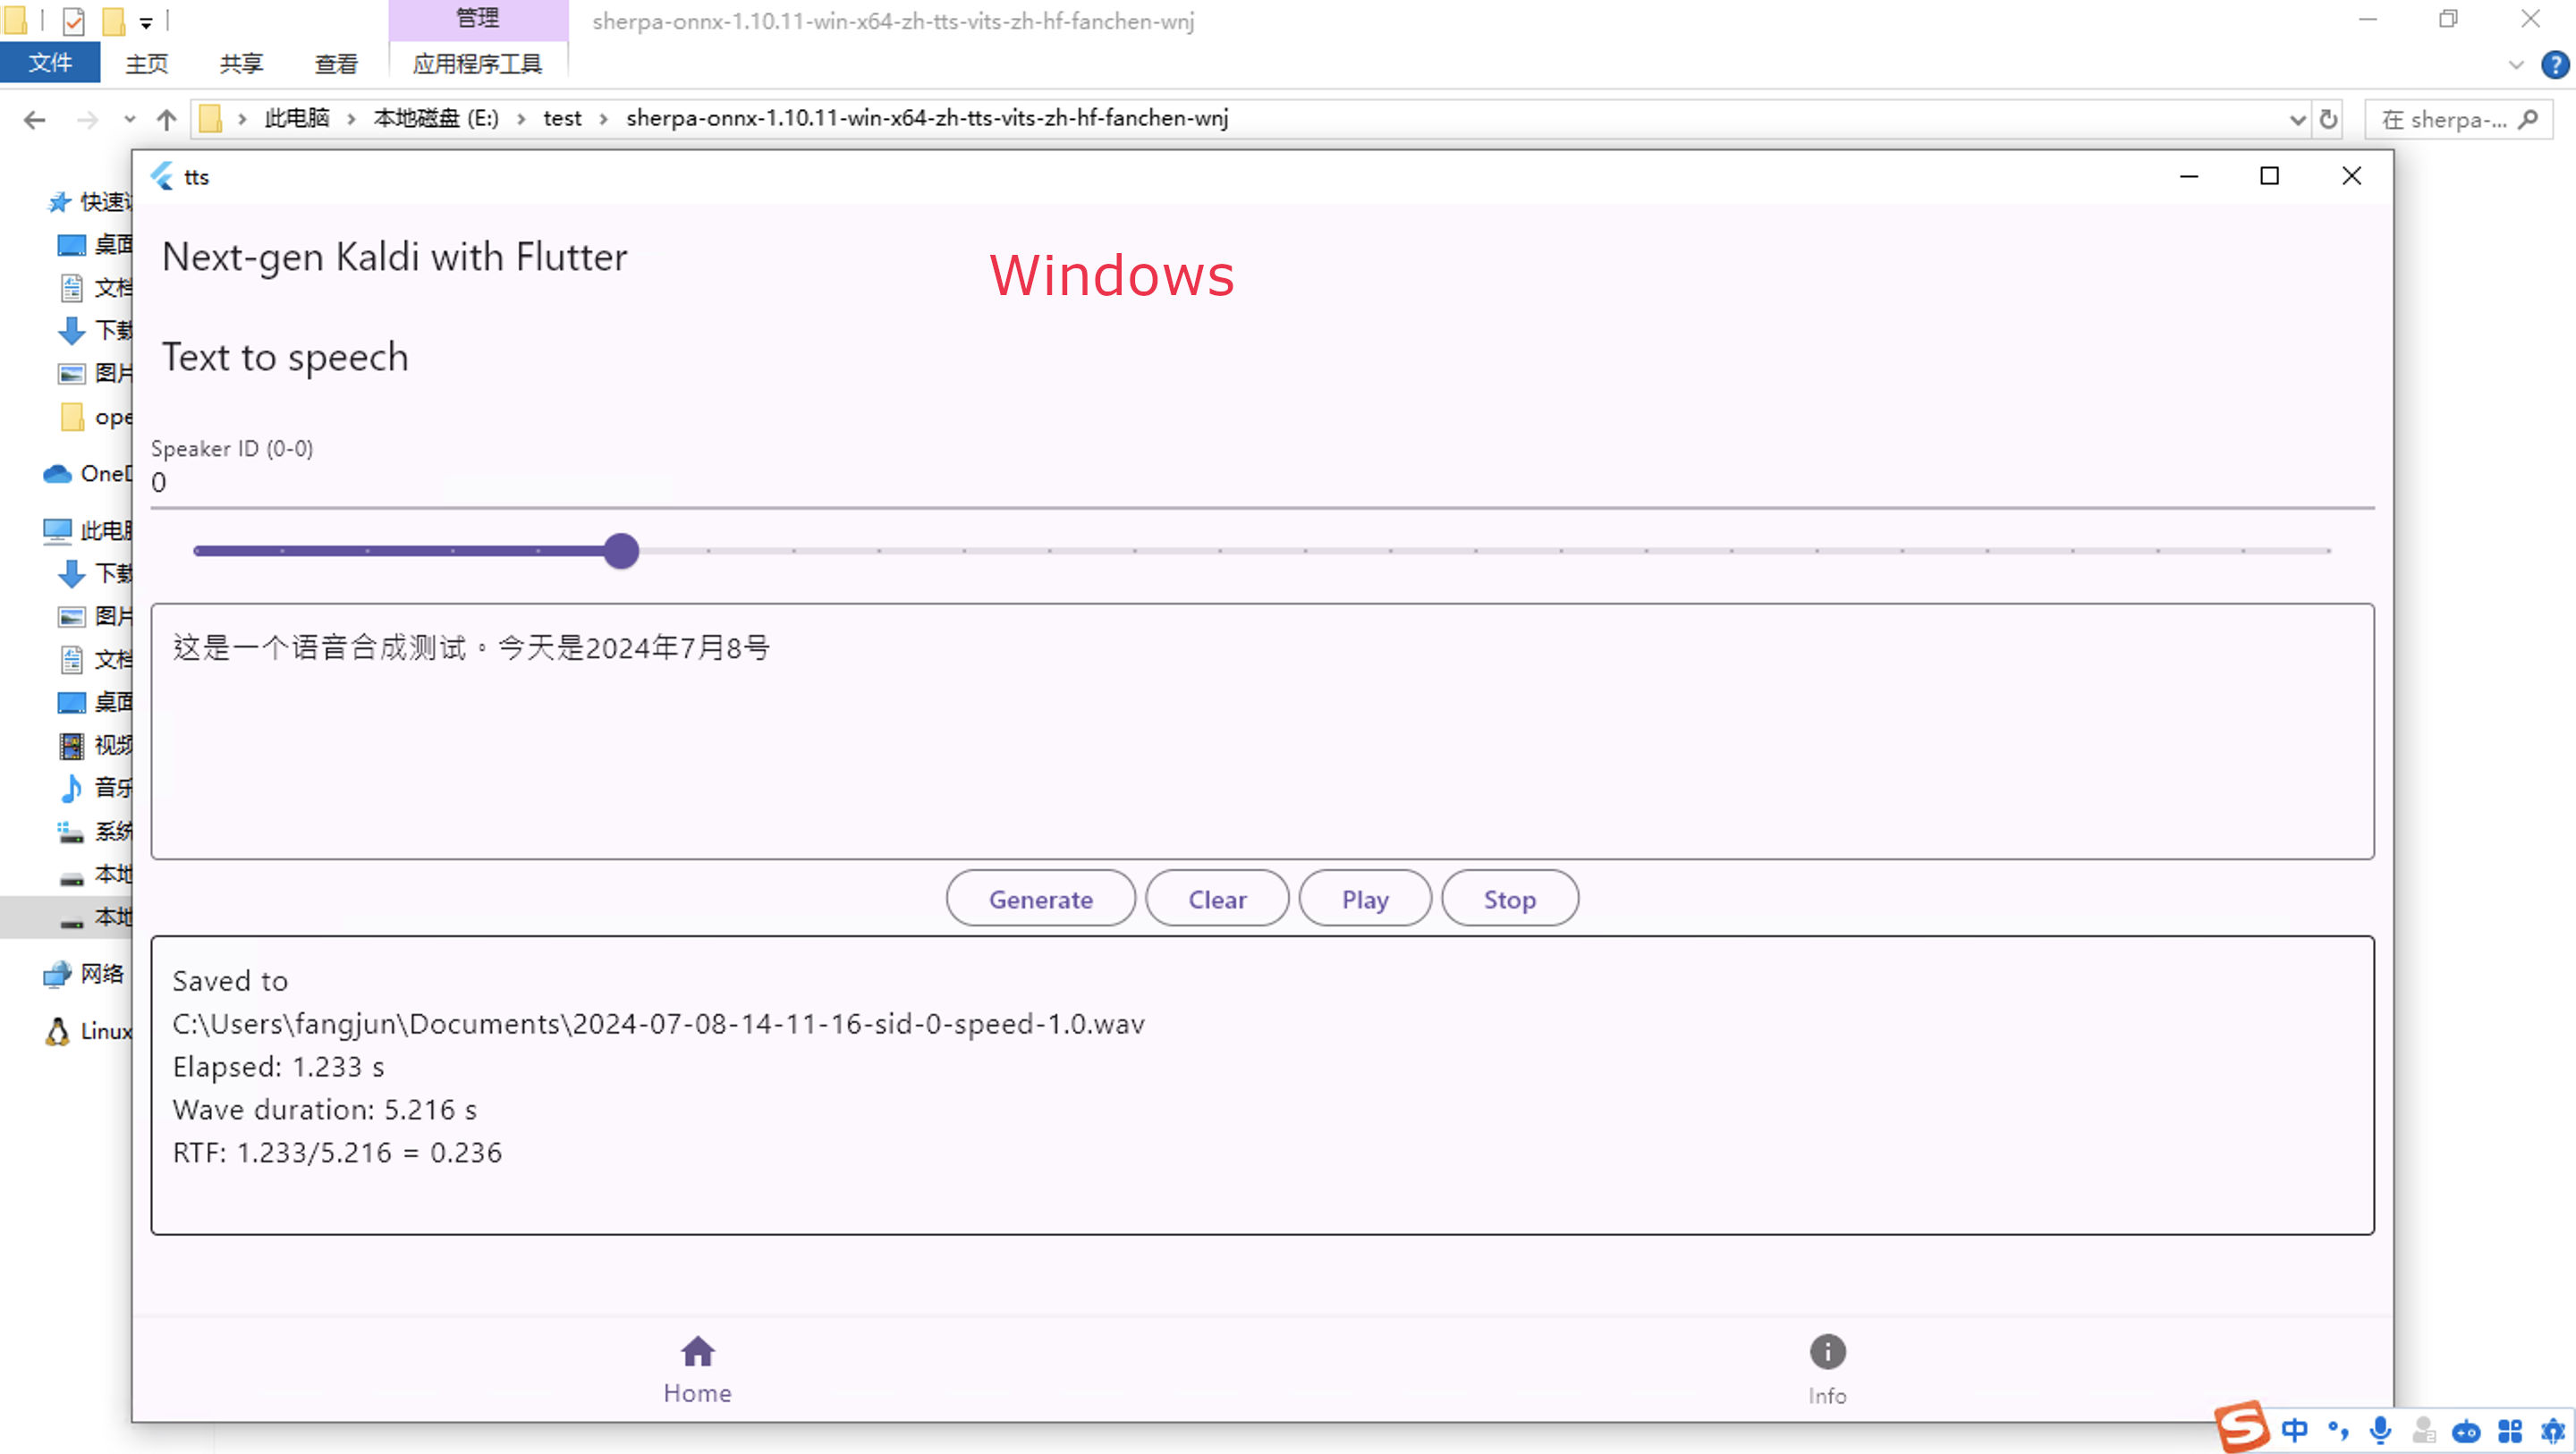 管理
sherpa-onnx-1.10.11-win-x64-zh-tts-vits-zh-hf-fanchen-wnj
文件 主页 共享 查看 应用程序工具
此电脑 本地磁盘 (E:) test sherpa-onnx-1.10.11-win-x64-zh-tts-vits-zh-hf-fanchen-wnj
在 sherpa-...
tts
Next-gen Kaldi with Flutter
Windows
Text to speech
Speaker ID (0-0)
0
这是一个语音合成测试。今天是2024年7月8号
Generate Clear Play Stop
Saved to
C:\Users\fangjun\Documents\2024-07-08-14-11-16-sid-0-speed-1.0.wav
Elapsed: 1.233 s
Wave duration: 5.216 s
RTF: 1.233/5.216 = 0.236
Home
Info
快速
桌面
文档
下载
图片
ope
OneD
此电脑
下载
图片
文档
桌面
视频
音乐
系统
本地
本地
网络
Linux
中